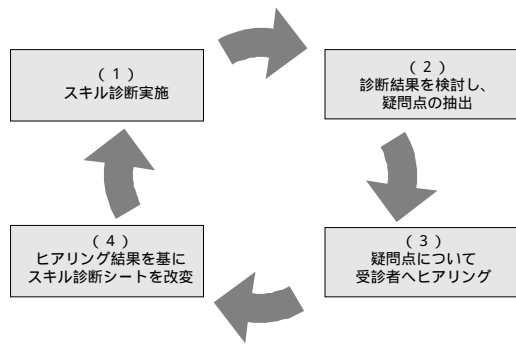 (1)
スキル診断実施
(2)
診断結果を検討し、
疑問点の抽出
(3)
疑問点について
受診者へヒアリング
(4)
ヒアリング結果を基に
スキル診断シートを改変